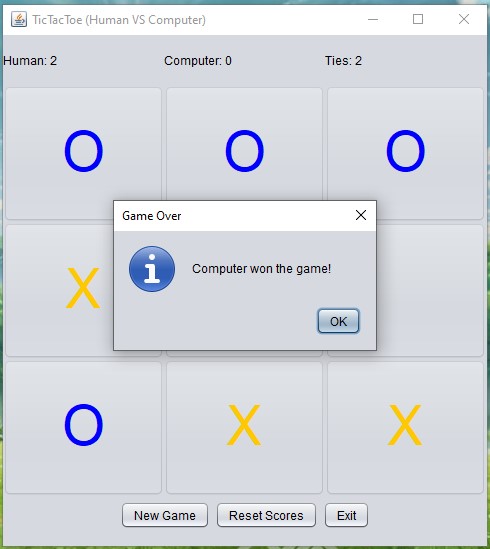 TicTacToe (Human VS Computer)
Human: 2 Computer: 0 Ties: 2
O O O
Game Over
Computer won the game!
OK
X
O X X
New Game Reset Scores Exit